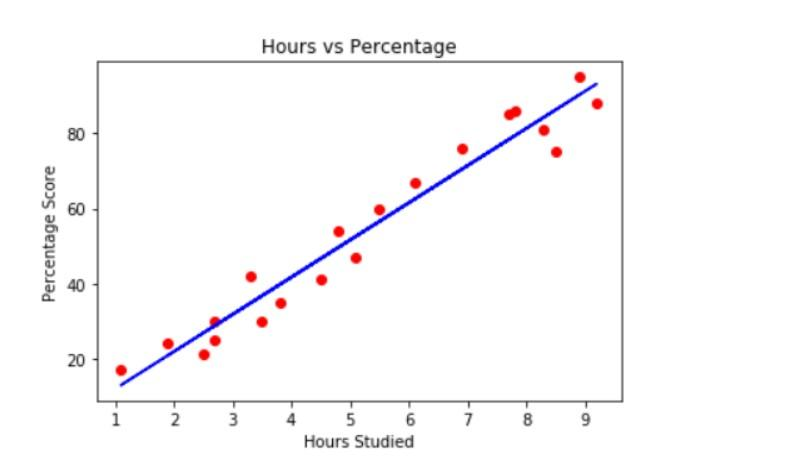 Hours vs Percentage
80
60
40
20
Percentage Score
1 2 3 4 5 6 7 8 9
Hours Studied